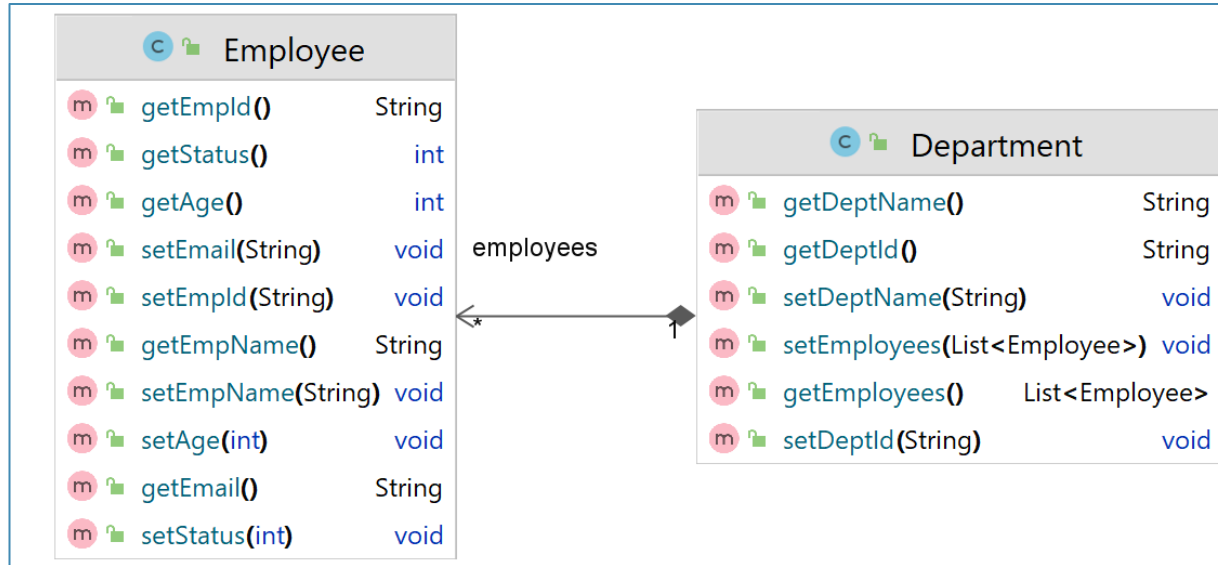 Employee
getEmpId() String
getStatus() int
getAge() int
setEmail(String) void
setEmpId(String) void
getEmpName() String
setEmpName(String) void
setAge(int) void
getEmail() String
setStatus(int) void
employees
*
1
Department
getDeptName() String
getDeptId() String
setDeptName(String) void
setEmployees(List<Employee>) void
getEmployees() List<Employee>
setDeptId(String) void